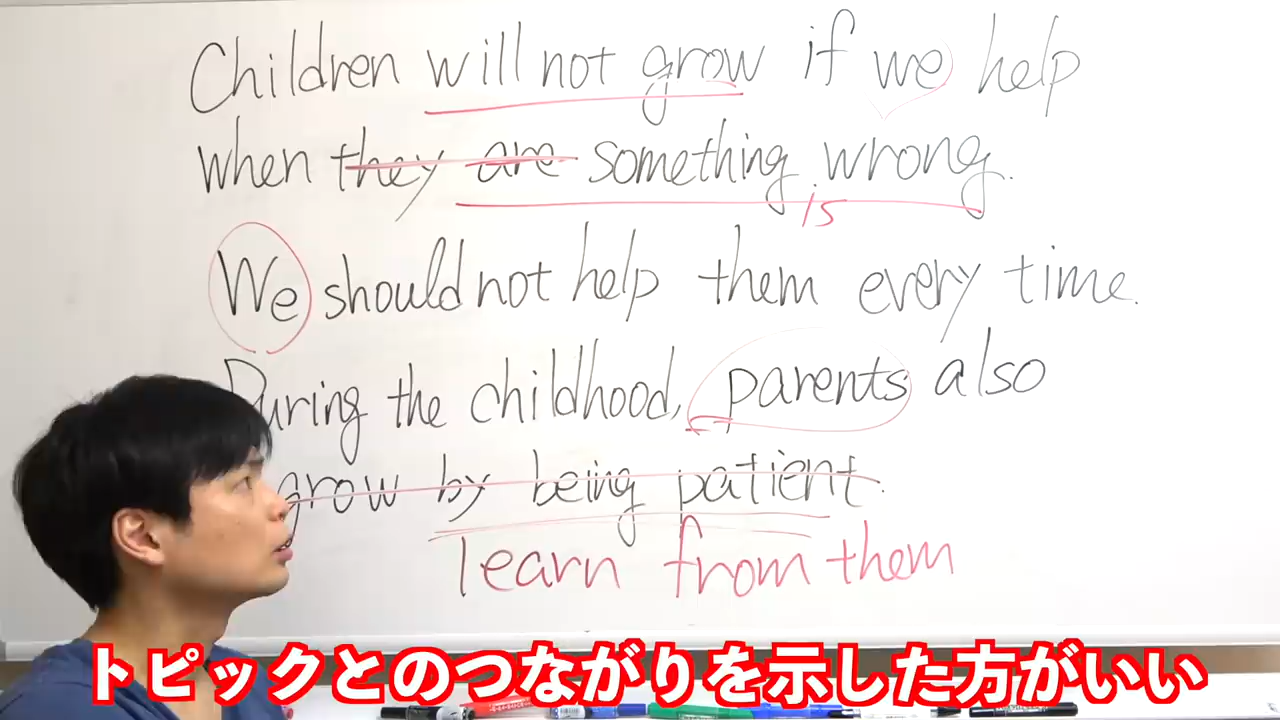 Children will not grow if we help
when they are something wrong.
is
We should not help them every time.
During the childhood, parents also
grow by being patient.
learn from them
トピックとのつながりを示した方がいい